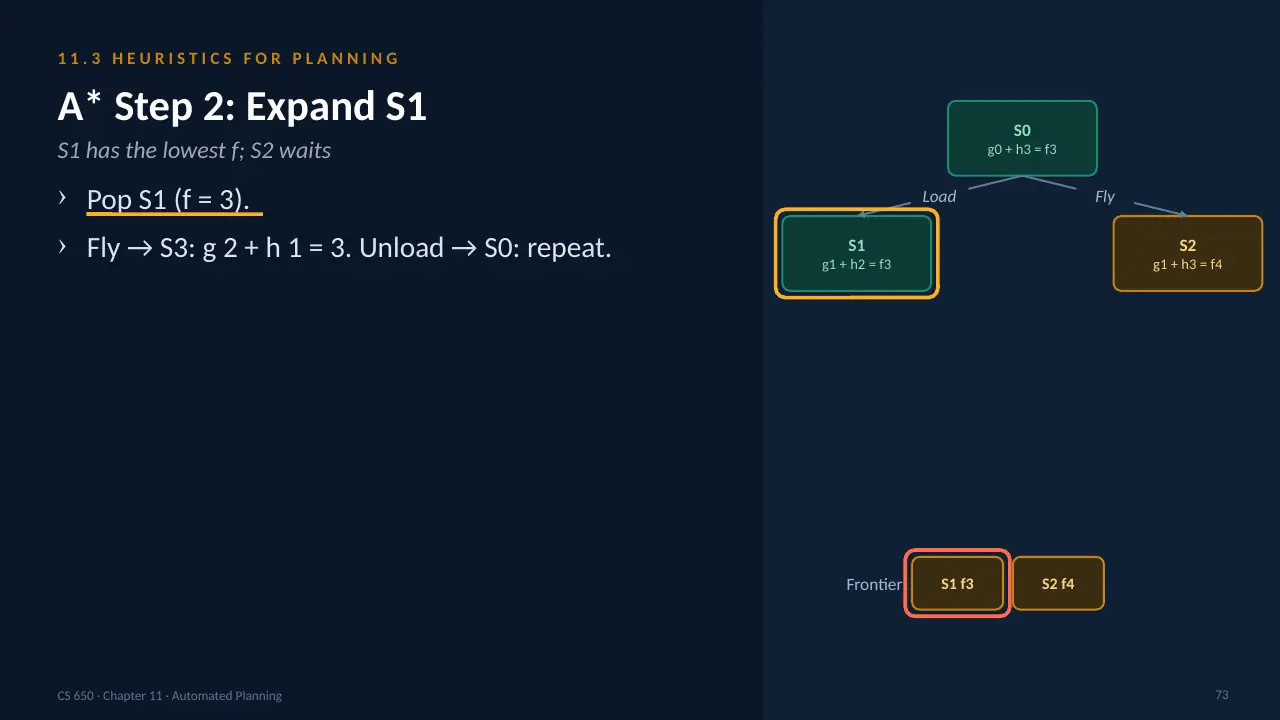 11.3 HEURISTICS FOR PLANNING
A* Step 2: Expand S1
S1 has the lowest f; S2 waits
› Pop S1 (f = 3).
› Fly → S3: g 2 + h 1 = 3. Unload → S0: repeat.
S0
g0 + h3 = f3
Load
Fly
S1
g1 + h2 = f3
S2
g1 + h3 = f4
Frontier
S1 f3
S2 f4
CS 650 · Chapter 11 · Automated Planning
73